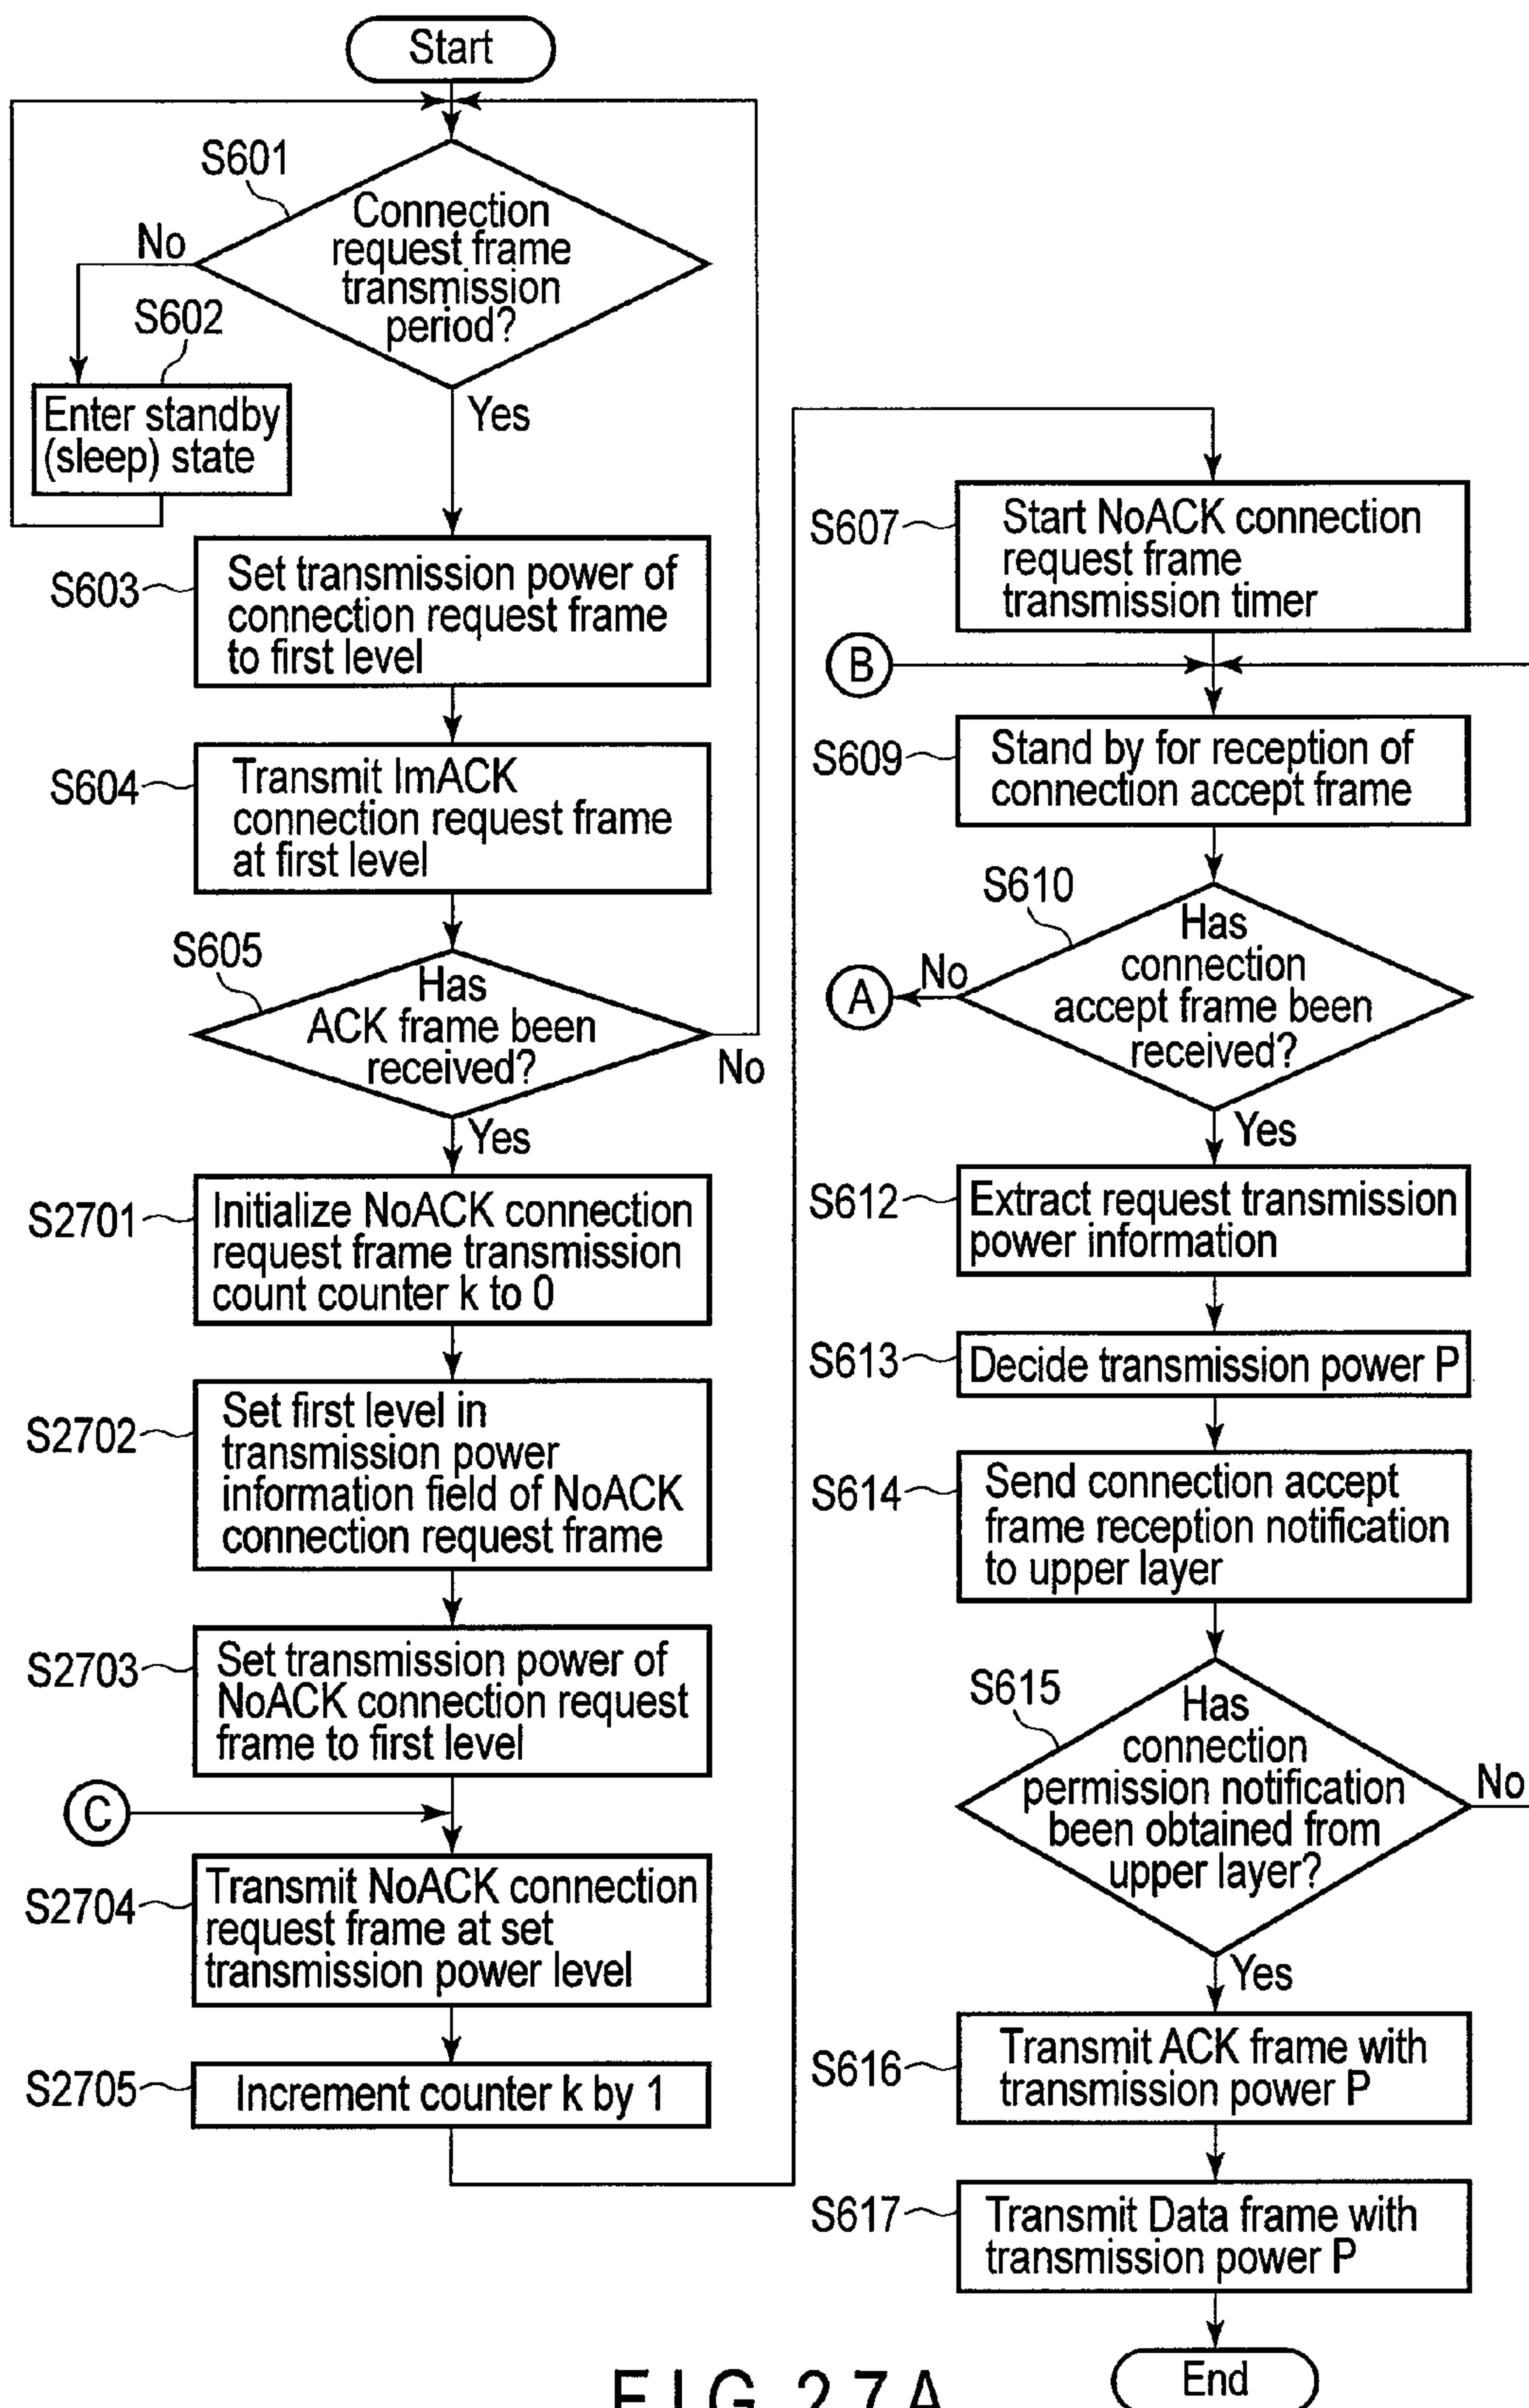 Start
S601
Connection
request frame
transmission
period?
No
Yes
S602
Enter standby
(sleep) state
S603
Set transmission power of
connection request frame
to first level
S604
Transmit ImACK
connection request frame
at first level
S605
Has
ACK frame been
received?
No
Yes
S2701
Initialize NoACK connection
request frame transmission
count counter k to 0
S2702
Set first level in
transmission power
information field of NoACK
connection request frame
S2703
Set transmission power of
NoACK connection request
frame to first level
C
S2704
Transmit NoACK connection
request frame at set
transmission power level
S2705
Increment counter k by 1
S607
Start NoACK connection
request frame
transmission timer
B
S609
Stand by for reception of
connection accept frame
S610
Has
connection
accept frame been
received?
No
A
Yes
S612
Extract request transmission
power information
S613
Decide transmission power P
S614
Send connection accept
frame reception notification
to upper layer
S615
Has
connection
permission notification
been obtained from
upper layer?
No
Yes
S616
Transmit ACK frame with
transmission power P
S617
Transmit Data frame with
transmission power P
End
FIG. 27A